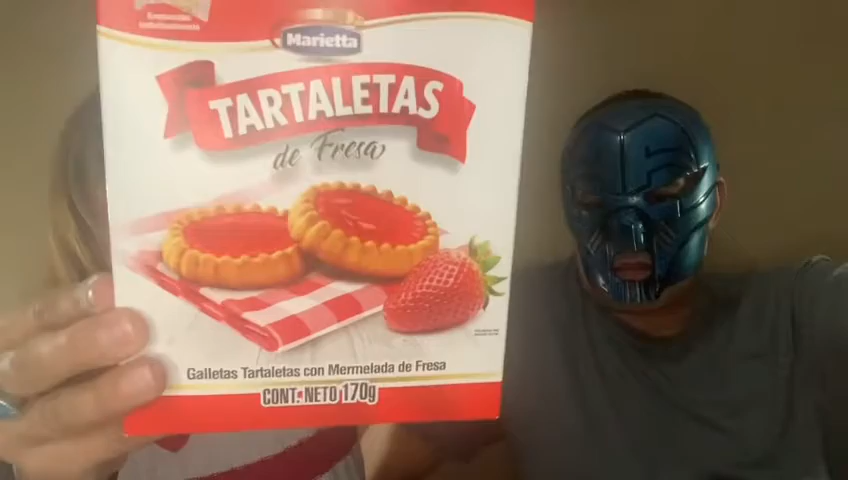 Marietta
TARTALETAS
de Fresa
Galletas Tartaletas con Mermelada de Fresa
CONT. NETO 170g